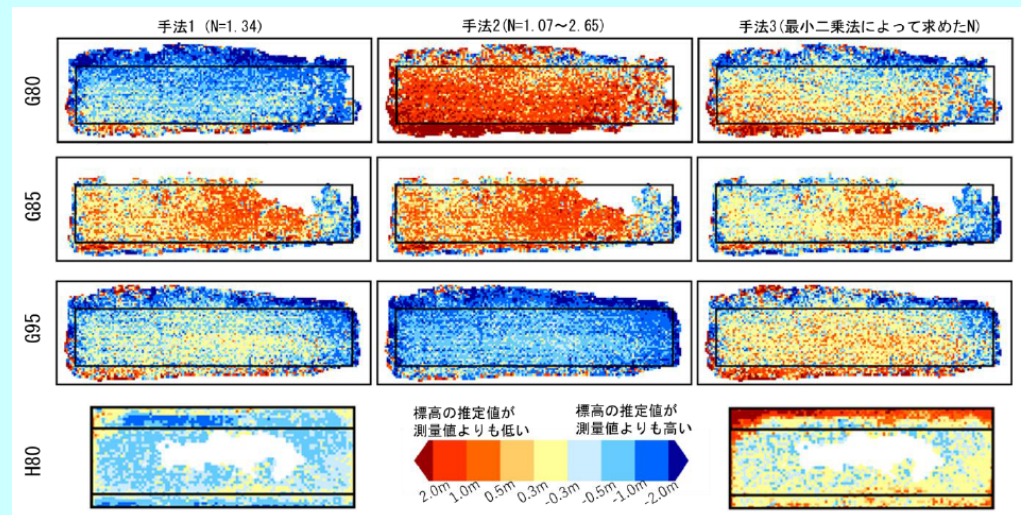 手法1 (N=1.34)
手法2(N=1.07～2.65)
手法3(最小二乗法によって求めたN)
G80
G85
G95
H80
標高の推定値が
測量値よりも低い
標高の推定値が
測量値よりも高い
2.0m 1.0m 0.5m 0.3m -0.3m -0.5m -1.0m -2.0m